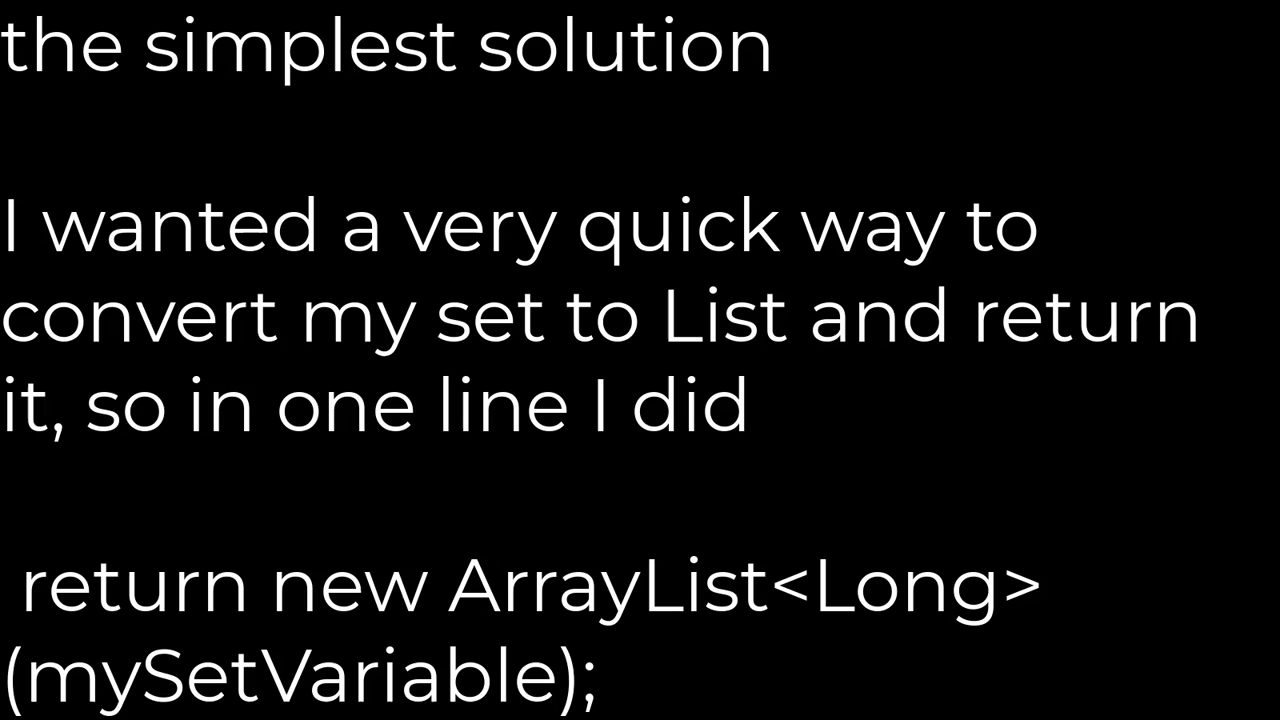 the simplest solution
I wanted a very quick way to
convert my set to List and return
it, so in one line I did
return new ArrayList<Long>
(mySetVariable);